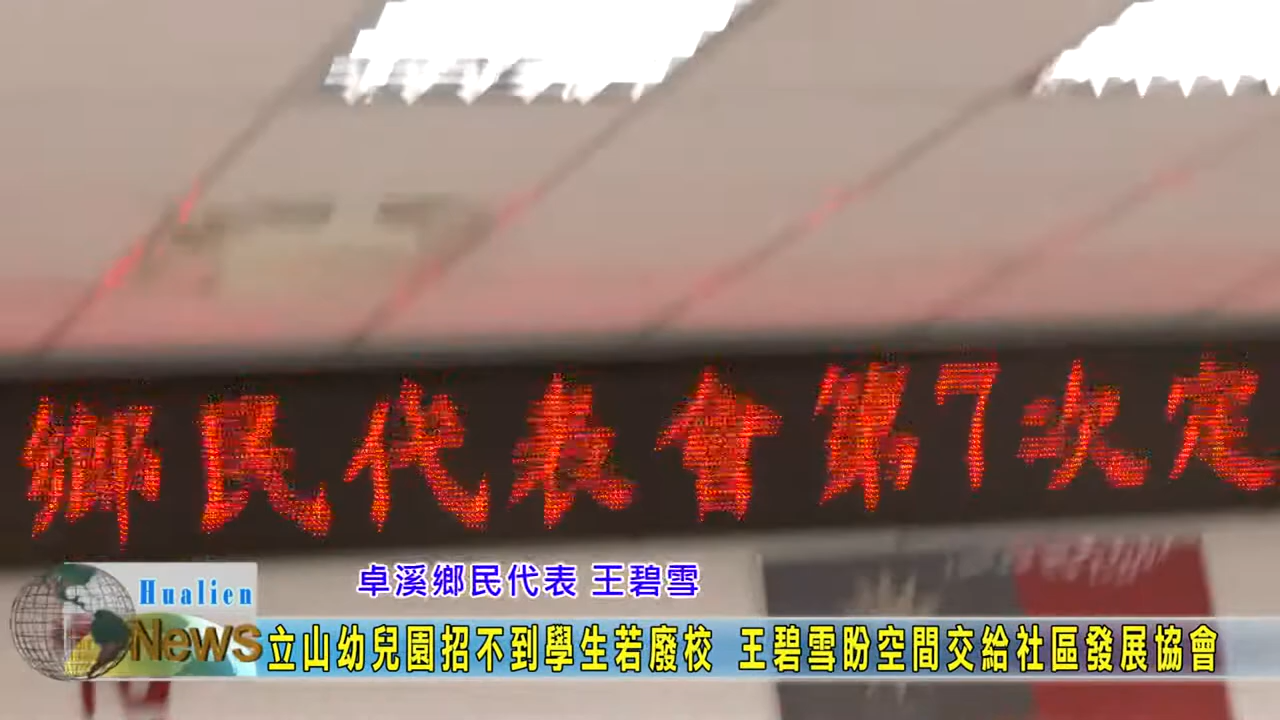 鄉民代表會第7次定
卓溪鄉民代表 王碧雪
Hualien
News
立山幼兒園招不到學生若廢校 王碧雪盼空間交給社區發展協會